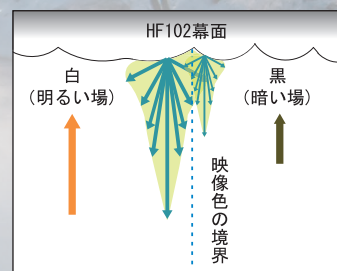 HF102幕面
白
（明るい場）
黒
（暗い場）
映像色の境界